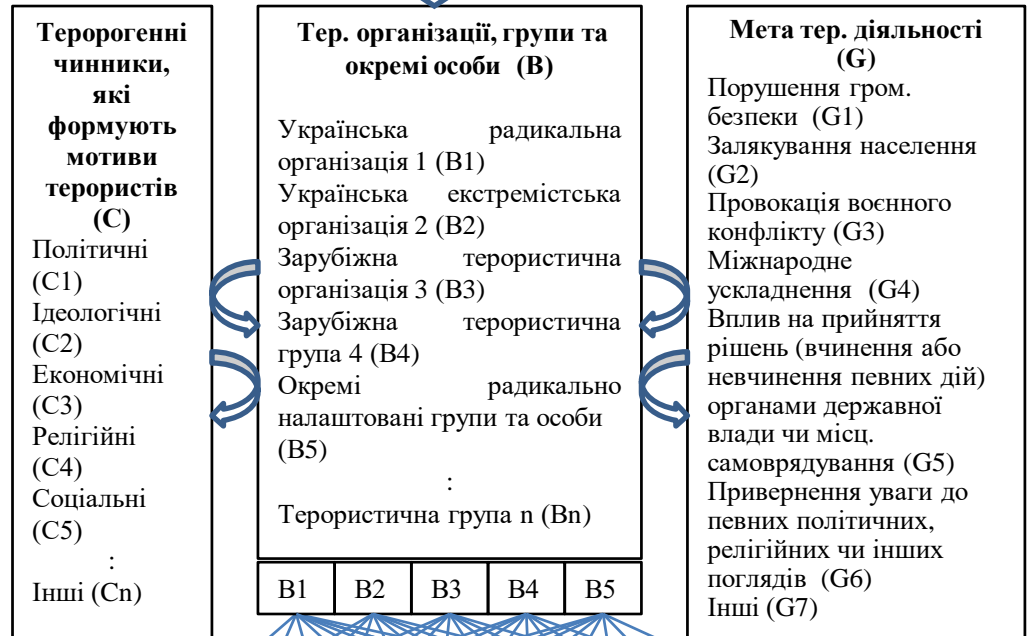 Теророгенні
чинники,
які
формують
мотиви
терористів
(С)
Політичні
(С1)
Ідеологічні
(С2)
Економічні
(С3)
Релігійні
(С4)
Соціальні
(С5)
:
Інші (Сn)
Тер. організації, групи та
окремі особи (В)
Українська радикальна
організація 1 (В1)
Українська екстремістська
організація 2 (В2)
Зарубіжна терористична
організація 3 (В3)
Зарубіжна терористична
група 4 (В4)
Окремі радикально
налаштовані групи та особи
(В5)
:
Терористична група n (Вn)
В1 В2 В3 В4 В5
Мета тер. діяльності
(G)
Порушення гром.
безпеки (G1)
Залякування населення
(G2)
Провокація воєнного
конфлікту (G3)
Міжнародне
ускладнення (G4)
Вплив на прийняття
рішень (вчинення або
невчинення певних дій)
органами державної
влади чи місц.
самоврядування (G5)
Привернення уваги до
певних політичних,
релігійних чи інших
поглядів (G6)
Інші (G7)